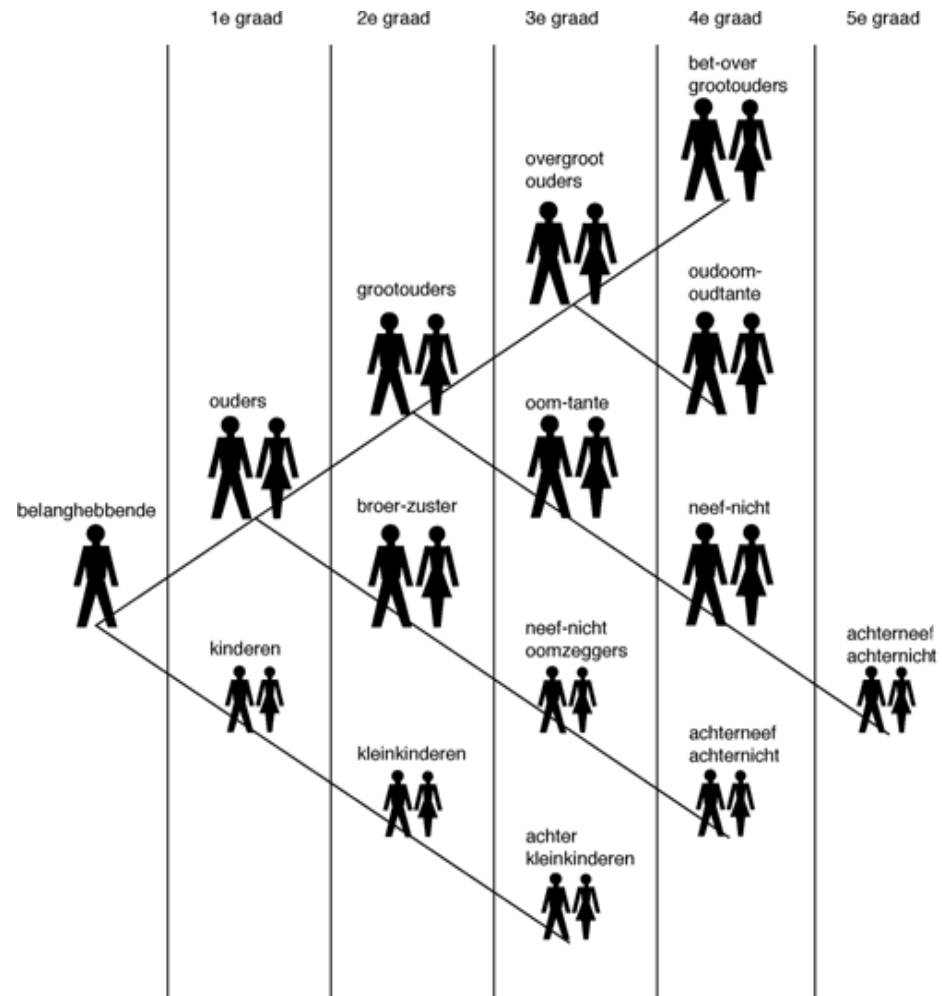 1e graad 2e graad 3e graad 4e graad 5e graad
bet-over
grootouders
overgroot
ouders
oudoom-
oudtante
grootouders
ouders
oom-tante
belanghebbende
broer-zuster
neef-nicht
kinderen
neef-nicht
oomzeggers
achterneef
achternicht
kleinkinderen
achterneef
achternicht
achter
kleinkinderen